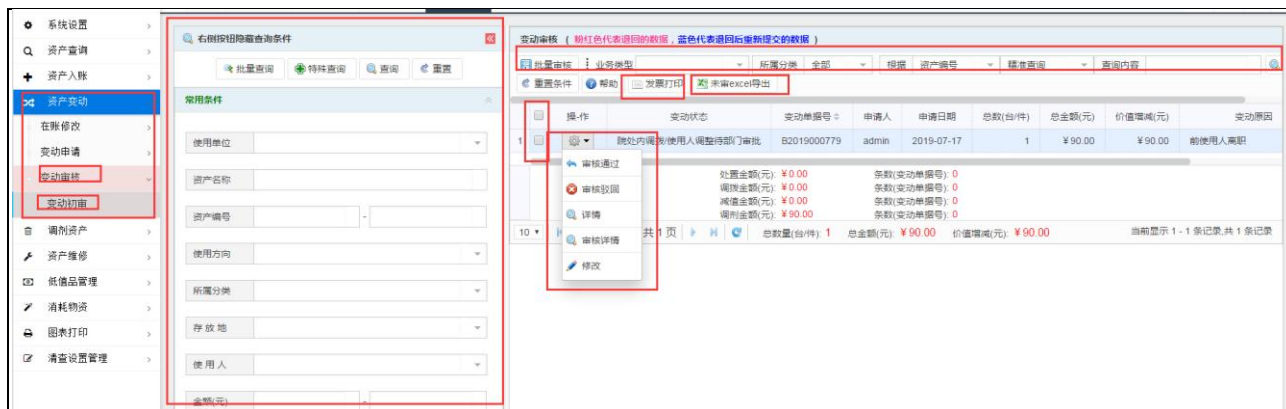 系统设置
资产查询
资产入账
资产变动
在账修改
变动申请
变动审核
变动初审
调剂资产
资产维修
低值品管理
消耗物资
图表打印
清查设置管理
右侧按钮隐藏查询条件
批量查询 特殊查询 查询 重置
常用条件
使用单位
资产名称
资产编号 -
使用方向
所属分类
存放地
使用人
金额(元) -
变动审核 ( 粉红色代表退回的数据，蓝色代表退回后重新提交的数据 )
批量审核 业务类型 所属分类 全部 根据 资产编号 精准查询 查询内容
重置条件 帮助 发票打印 未审excel导出
操-作 变动状态 变动单据号 申请人 申请日期 总数(台/件) 总金额(元) 价值增减(元) 变动原因
1 院处内调拨/使用人调整待部门审批 B2019000779 admin 2019-07-17 1 ￥90.00 ￥90.00 前使用人离职
审核通过
审核驳回
详情
审核详情
修改
处置金额(元): ￥0.00 条数(变动单据号): 0
调拨金额(元): ￥0.00 条数(变动单据号): 0
减值金额(元): ￥0.00 条数(变动单据号): 0
调剂金额(元): ￥90.00 条数(变动单据号): 0
10 共 1 页 总数量(台/件): 1 总金额(元): ￥90.00 价值增减(元): ￥90.00 当前显示 1 - 1 条记录,共 1 条记录